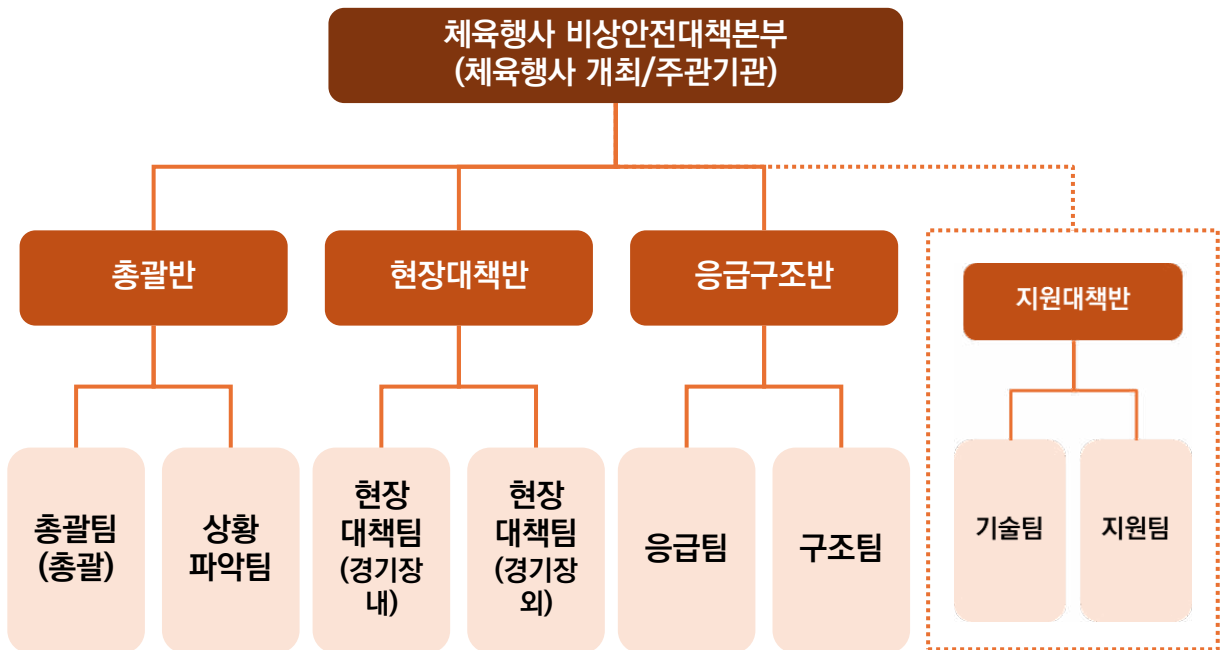 체육행사 비상안전대책본부
(체육행사 개최/주관기관)
총괄반
현장대책반
응급구조반
지원대책반
총괄팀
(총괄)
상황
파악팀
현장
대책팀
(경기장
내)
현장
대책팀
(경기장
외)
응급팀
구조팀
기술팀
지원팀